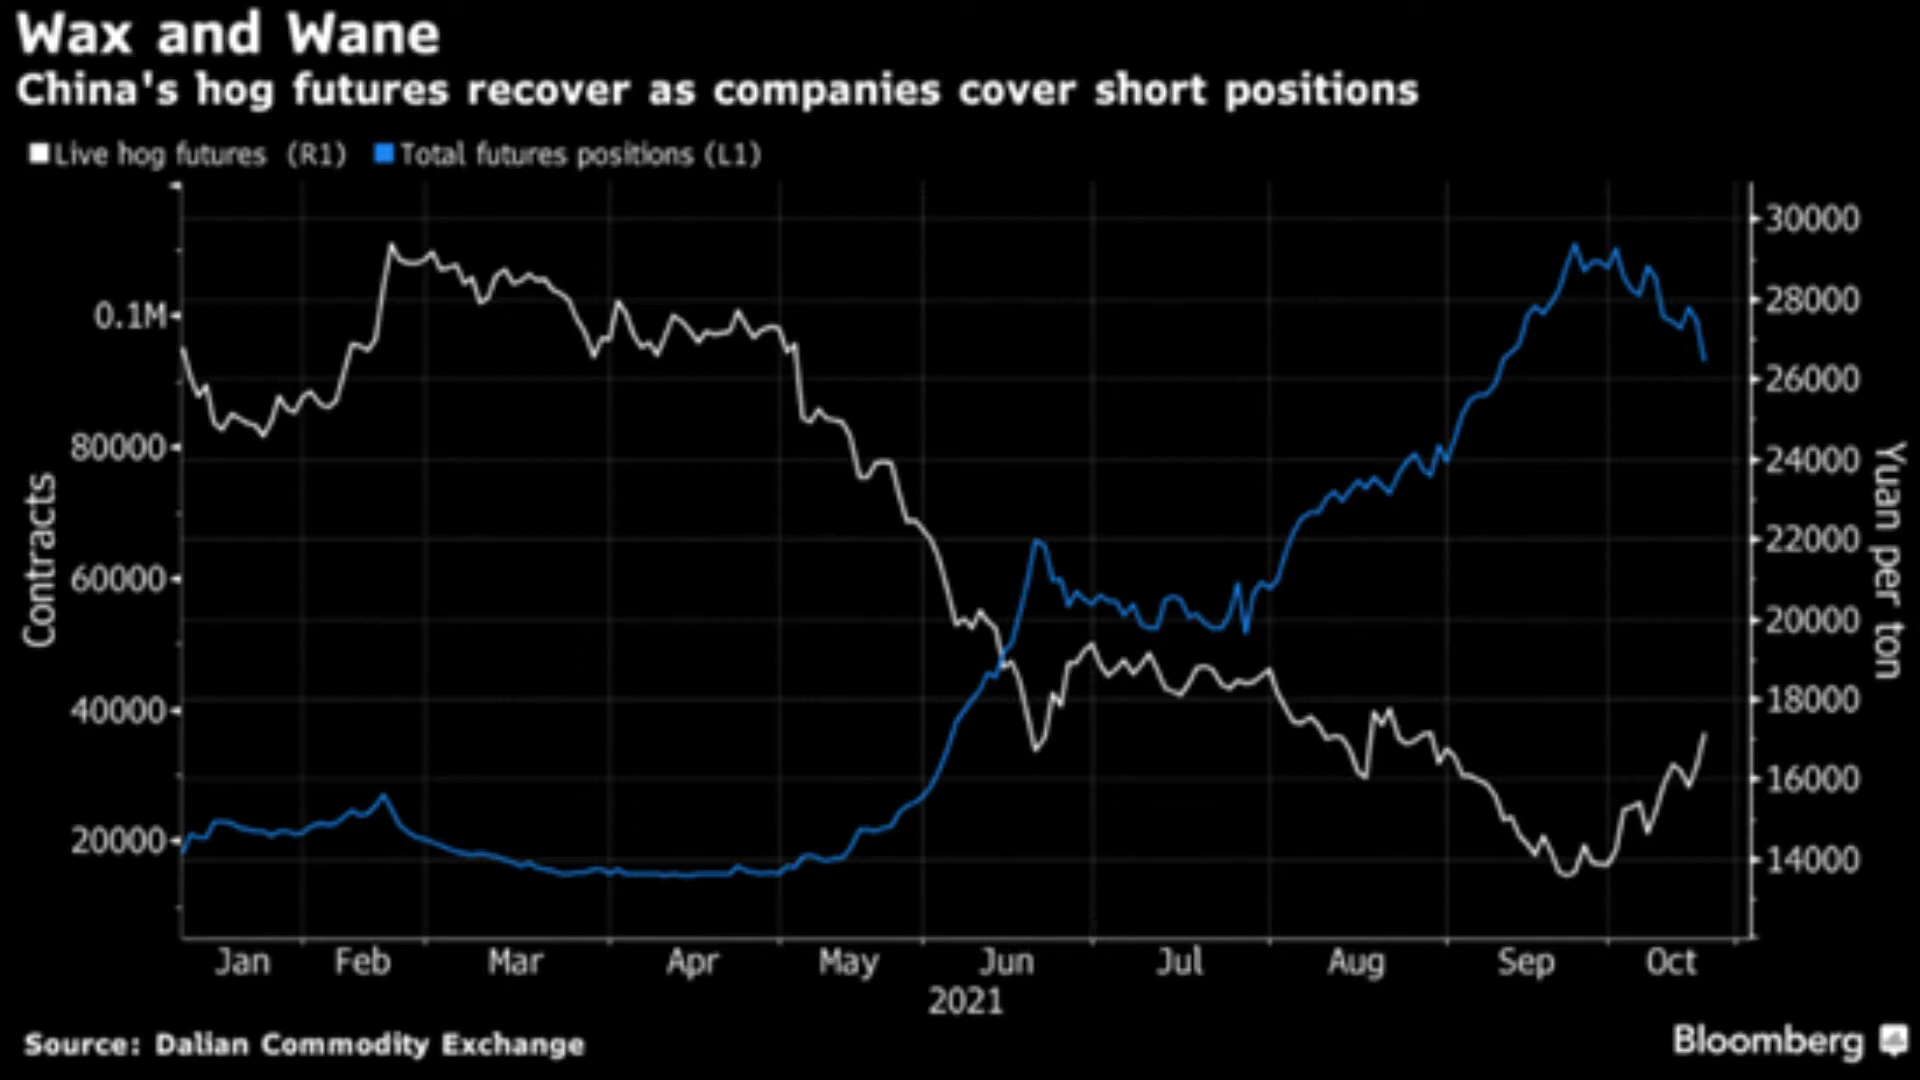 Wax and Wane
China's hog futures recover as companies cover short positions
Live hog futures (R1) Total futures positions (L1)
0.1M
80000
60000
40000
20000
Contracts
30000
28000
26000
24000
22000
20000
18000
16000
14000
Yuan per ton
Jan Feb Mar Apr May Jun Jul Aug Sep Oct
2021
Source: Dalian Commodity Exchange
Bloomberg